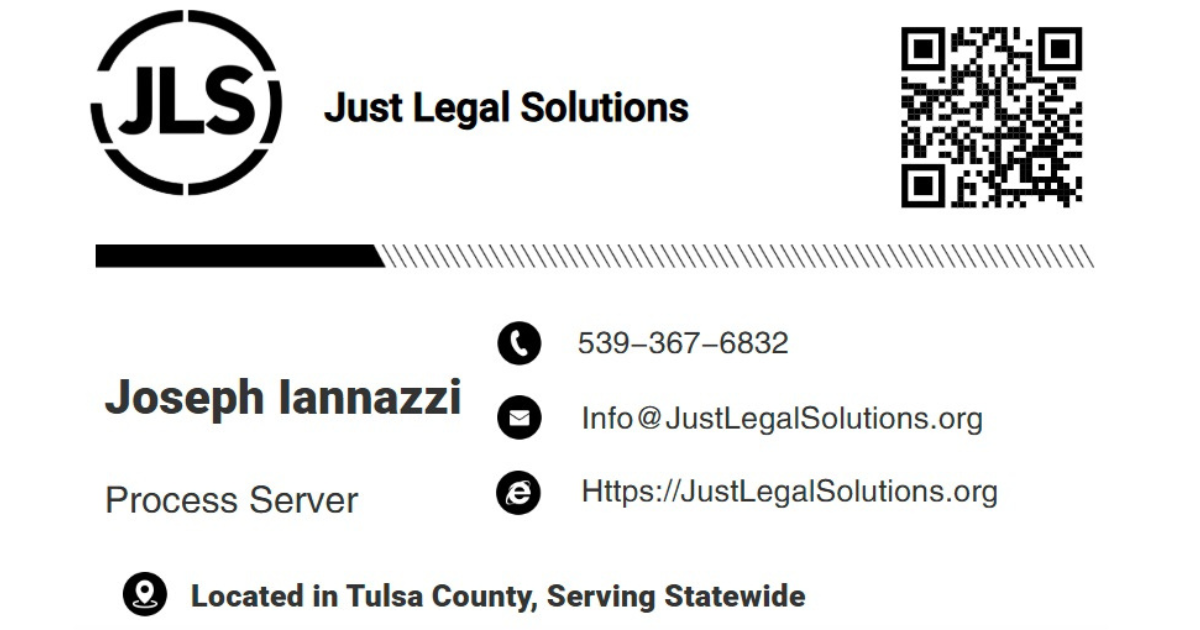 JLS
Just Legal Solutions
539-367-6832
Joseph Iannazzi
Info@JustLegalSolutions.org
Process Server
Https://JustLegalSolutions.org
Located in Tulsa County, Serving Statewide